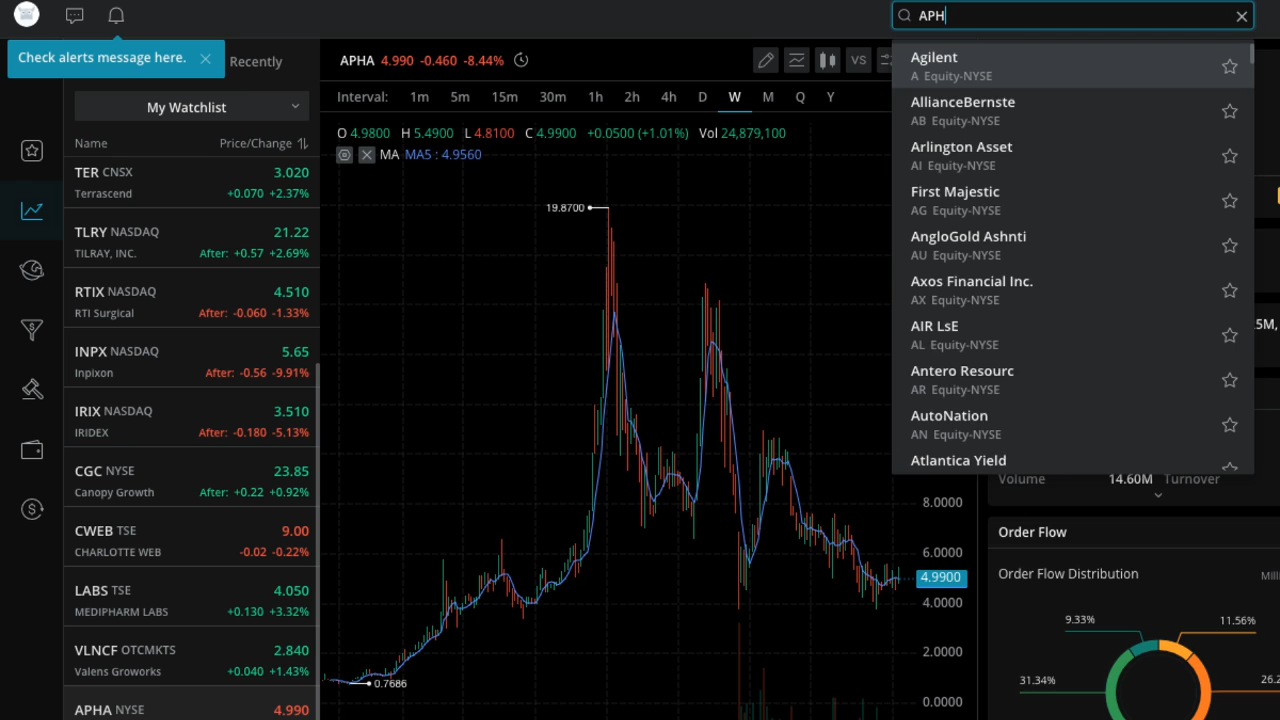 APH
Check alerts message here.
Recently
My Watchlist
Name Price/Change
TER CNSX 3.020
Terrascend +0.070 +2.37%
TLRY NASDAQ 21.22
TILRAY, INC. After: +0.57 +2.69%
RTIX NASDAQ 4.510
RTI Surgical After: -0.060 -1.33%
INPX NASDAQ 5.65
Inpixon After: -0.56 -9.91%
IRIX NASDAQ 3.510
IRIDEX After: -0.180 -5.13%
CGC NYSE 23.85
Canopy Growth After: +0.22 +0.92%
CWEB TSE 9.00
CHARLOTTE WEB -0.02 -0.22%
LABS TSE 4.050
MEDIPHARM LABS +0.130 +3.32%
VLNCF OTCMKTS 2.840
Valens Groworks +0.040 +1.43%
APHA NYSE 4.990
APHA 4.990 -0.460 -8.44%
VS
Interval: 1m 5m 15m 30m 1h 2h 4h D W M Q Y
O 4.9800 H 5.4900 L 4.8100 C 4.9900 +0.0500 (+1.01%) Vol 24,879,100
MA MA5 : 4.9560
19.8700
0.7686
8.0000
6.0000
4.9900
4.0000
2.0000
0.0000
Agilent
A Equity-NYSE
AllianceBernste
AB Equity-NYSE
Arlington Asset
AI Equity-NYSE
First Majestic
AG Equity-NYSE
AngloGold Ashnti
AU Equity-NYSE
Axos Financial Inc.
AX Equity-NYSE
AIR LsE
AL Equity-NYSE
Antero Resourc
AR Equity-NYSE
AutoNation
AN Equity-NYSE
Atlantica Yield
5M,
Volume 14.60M Turnover
Order Flow
Order Flow Distribution
9.33% 11.56%
31.34%